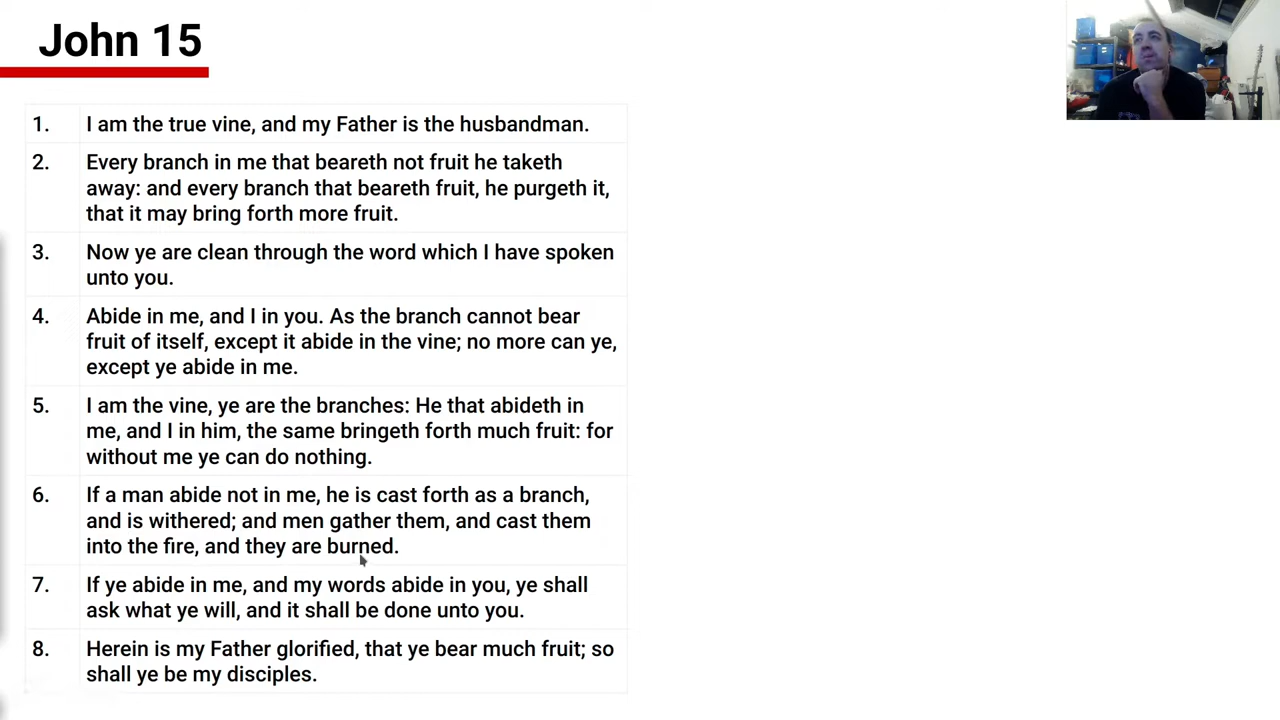 John 15
1. I am the true vine, and my Father is the husbandman.
2. Every branch in me that beareth not fruit he taketh
away: and every branch that beareth fruit, he purgeth it,
that it may bring forth more fruit.
3. Now ye are clean through the word which I have spoken
unto you.
4. Abide in me, and I in you. As the branch cannot bear
fruit of itself, except it abide in the vine; no more can ye,
except ye abide in me.
5. I am the vine, ye are the branches: He that abideth in
me, and I in him, the same bringeth forth much fruit: for
without me ye can do nothing.
6. If a man abide not in me, he is cast forth as a branch,
and is withered; and men gather them, and cast them
into the fire, and they are burned.
7. If ye abide in me, and my words abide in you, ye shall
ask what ye will, and it shall be done unto you.
8. Herein is my Father glorified, that ye bear much fruit; so
shall ye be my disciples.